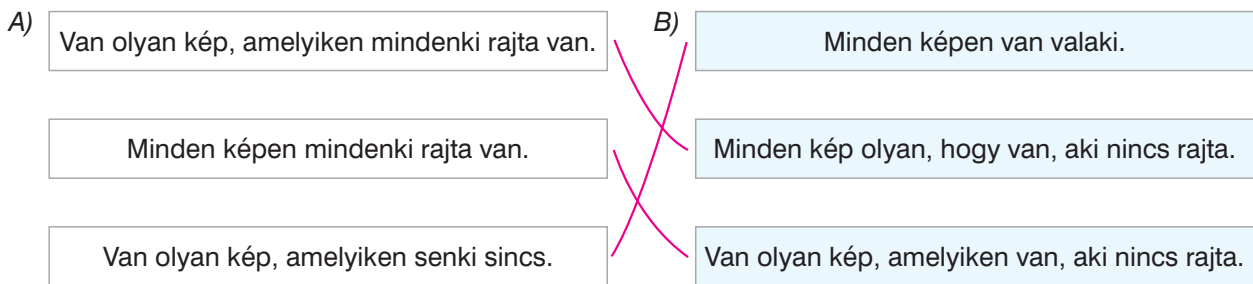 A)
Van olyan kép, amelyiken mindenki rajta van.
Minden képen mindenki rajta van.
Van olyan kép, amelyiken senki sincs.
B)
Minden képen van valaki.
Minden kép olyan, hogy van, aki nincs rajta.
Van olyan kép, amelyiken van, aki nincs rajta.